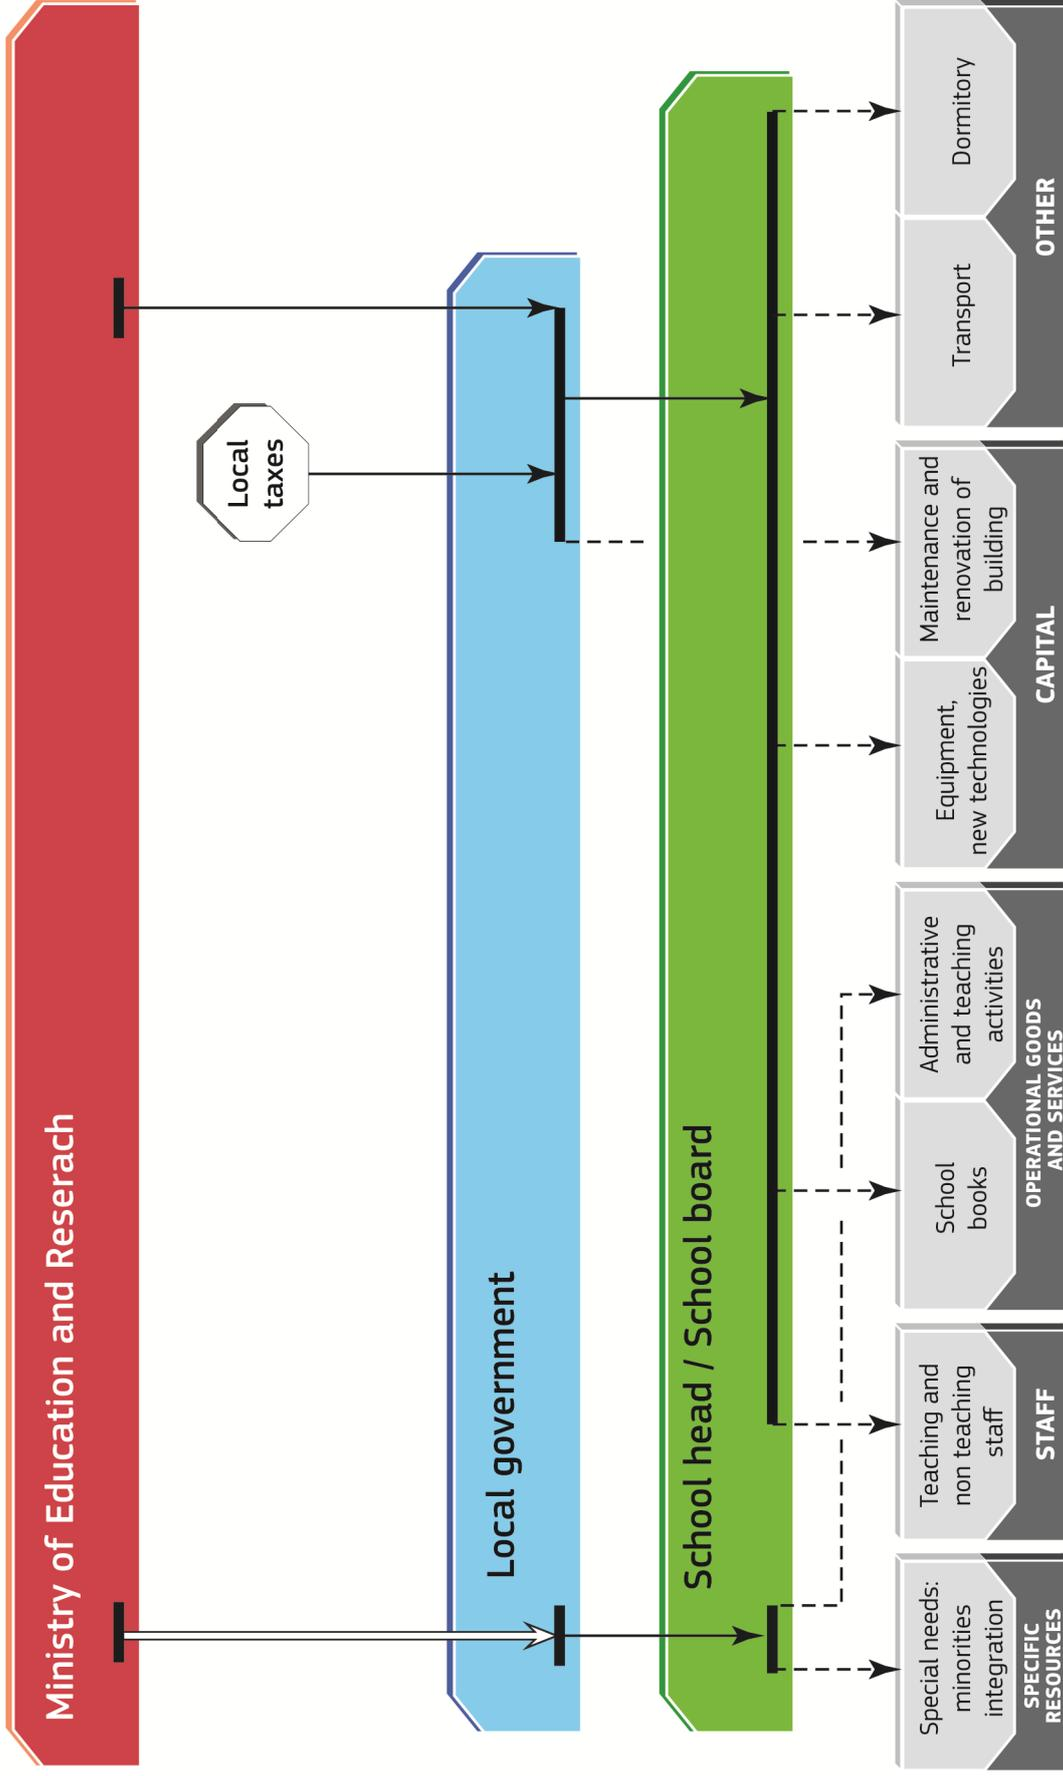 Ministry of Education and Reserach
Local
taxes
Local government
School head / School board
Special needs:
minorities
integration
Teaching and
non teaching
staff
School
books
Administrative
and teaching
activities
Equipment,
new technologies
Maintenance and
renovation of
building
Transport
Dormitory
SPECIFIC
RESOURCES
STAFF
OPERATIONAL GOODS
AND SERVICES
CAPITAL
OTHER